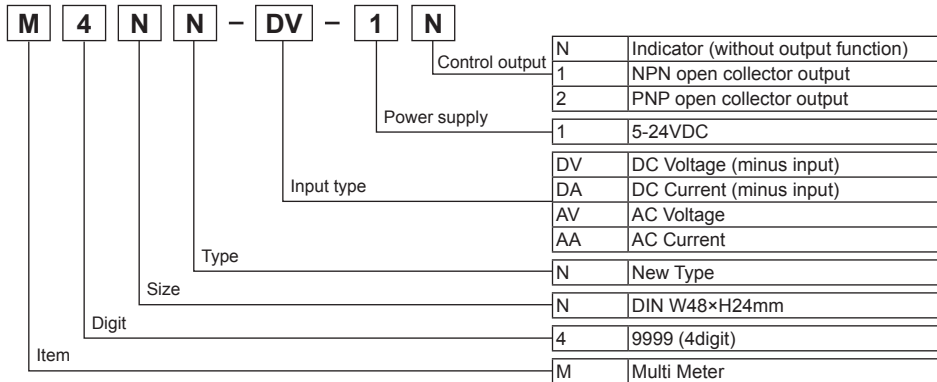 M 4 N N – DV – 1 N
Control output
N Indicator (without output function)
1 NPN open collector output
2 PNP open collector output
Power supply
1 5-24VDC
Input type
DV DC Voltage (minus input)
DA DC Current (minus input)
AV AC Voltage
AA AC Current
Type
N New Type
Size
N DIN W48×H24mm
Digit
4 9999 (4digit)
Item
M Multi Meter